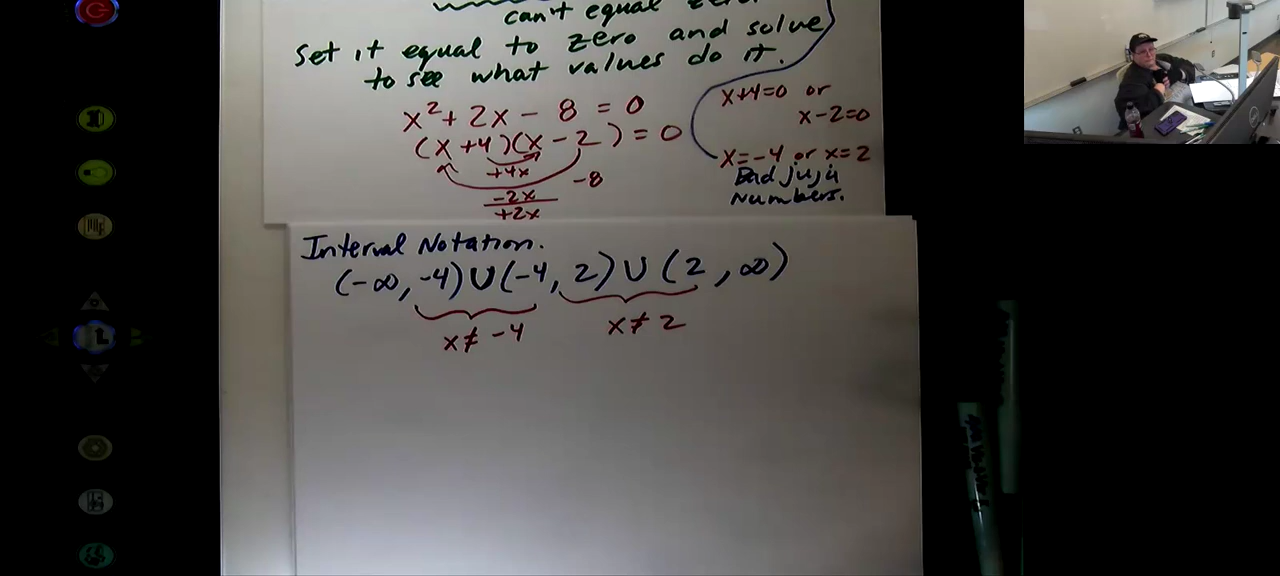 can't equal
Set it equal to zero and solve
to see what values do it.
x² + 2x - 8 = 0
(x + 4)(x - 2) = 0
+4x
-8
-2x
+2x
x+4=0 or
x-2=0
x=-4 or x=2
Bad juju
Numbers.
Interval Notation.
(-∞, -4) ∪ (-4, 2) ∪ (2, ∞)
x ≠ -4
x ≠ 2